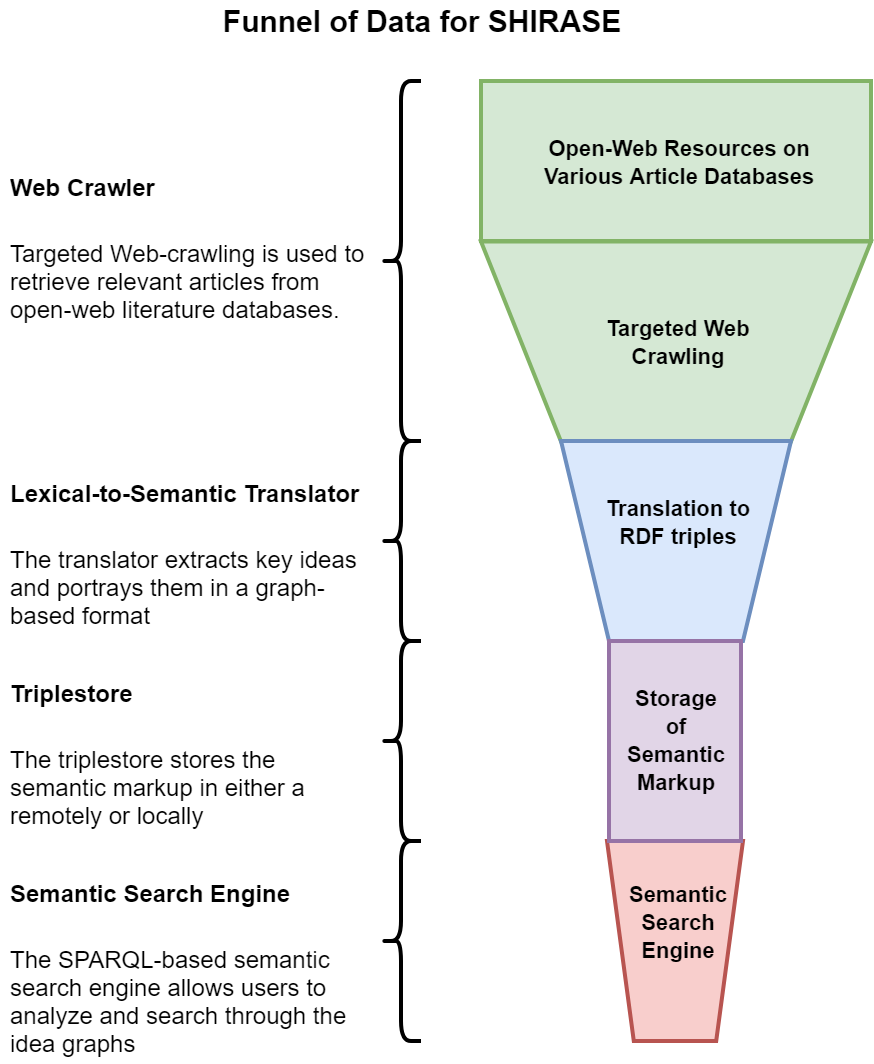 Funnel of Data for SHIRASE
Web Crawler
Targeted Web-crawling is used to
retrieve relevant articles from
open-web literature databases.
Open-Web Resources on
Various Article Databases
Targeted Web
Crawling
Lexical-to-Semantic Translator
The translator extracts key ideas
and portrays them in a graph-
based format
Translation to
RDF triples
Triplestore
The triplestore stores the
semantic markup in either a
remotely or locally
Storage
of
Semantic
Markup
Semantic Search Engine
The SPARQL-based semantic
search engine allows users to
analyze and search through the
idea graphs
Semantic
Search
Engine